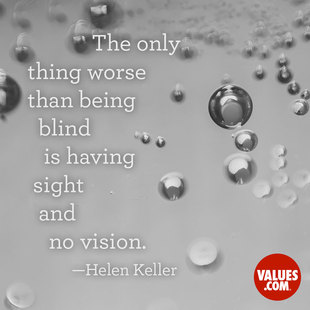 The only
thing worse
than being
blind
is having
sight
and
no vision.
—Helen Keller
VALUES
.COM®